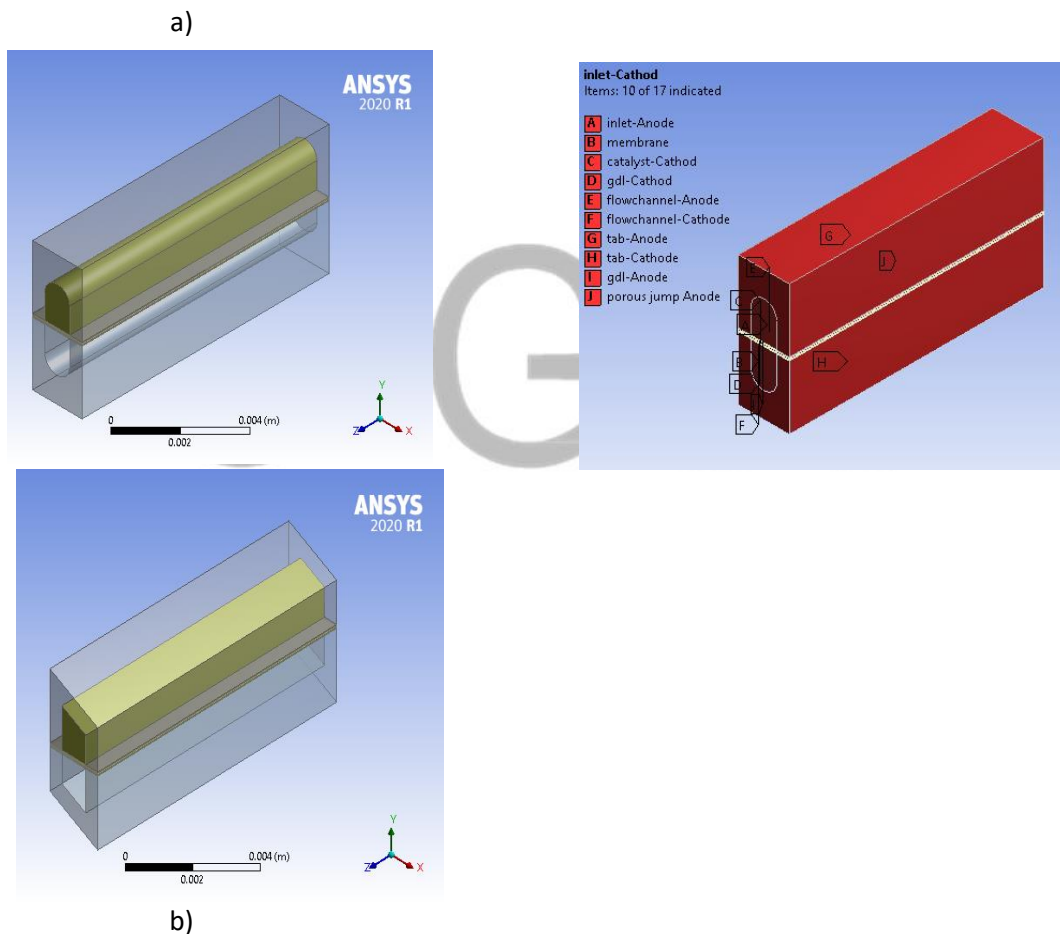 a)
ANSYS
2020 R1
0
0.004 (m)
0.002
Y
Z
X
inlet-Cathod
Items: 10 of 17 indicated
A inlet-Anode
B membrane
C catalyst-Cathod
D gdl-Cathod
E flowchannel-Anode
F flowchannel-Cathode
G tab-Anode
H tab-Cathode
I gdl-Anode
J porous jump Anode
G
J
H
F
G
ANSYS
2020 R1
0
0.004 (m)
0.002
Y
Z
X
b)